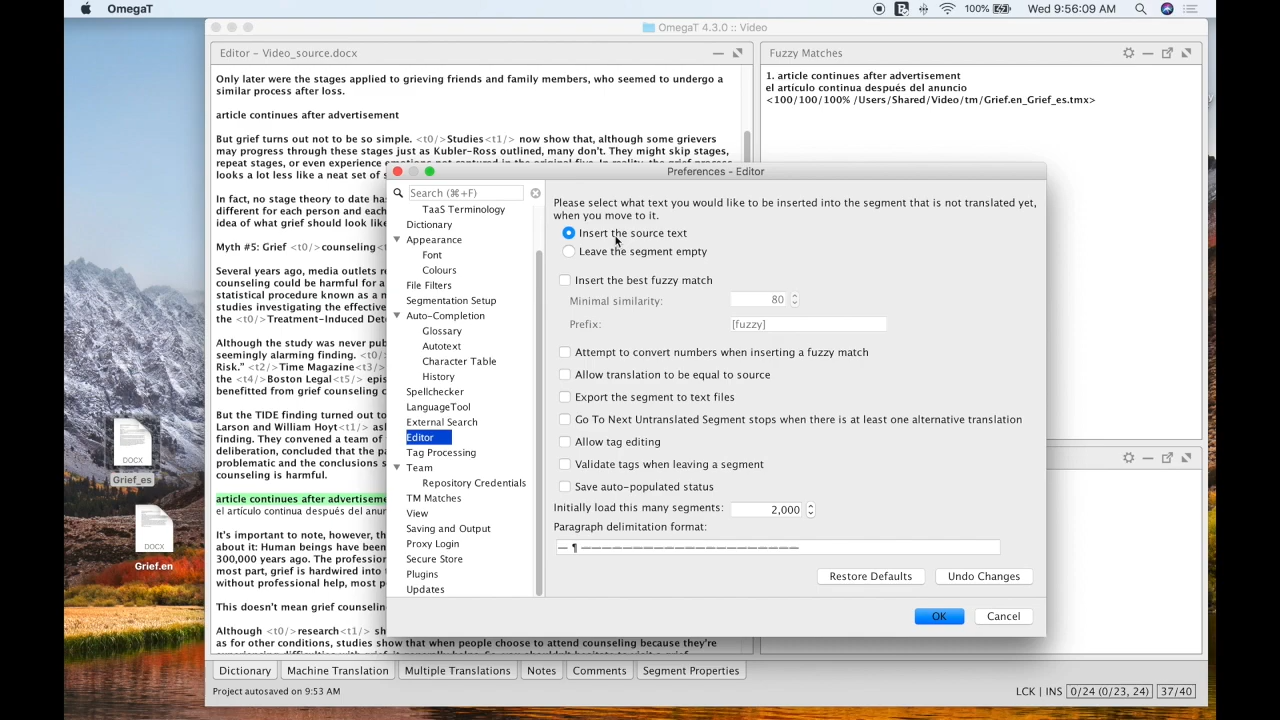 OmegaT
100%
Wed 9:56:09 AM
OmegaT 4.3.0 :: Video
Editor – Video_source.docx
Only later were the stages applied to grieving friends and family members, who seemed to undergo a
similar process after loss.
article continues after advertisement
But grief turns out not to be so simple. <t0/>Studies<t1/> now show that, although some grievers
may progress through these stages just as Kubler-Ross outlined, many don't. They might skip stages,
repeat stages, or even experience emotions not captured in the original five. In reality, the grief process
looks a lot less like a neat set of s
In fact, no stage theory to date has
different for each person and each
idea of what grief should look like
Myth #5: Grief <t0/>counseling<
Several years ago, media outlets re
counseling could be harmful for a
statistical procedure known as a m
studies investigating the effective
the <t0/>Treatment-Induced Dete
Although the study was never pub
seemingly alarming finding. <t0/
Risk." <t2/>Time Magazine<t3/>
the <t4/>Boston Legal<t5/> epis
benefitted from grief counseling c
But the TIDE finding turned out to
Larson and William Hoyt<t1/> ask
finding. They convened a team of
deliberation, concluded that the pa
problematic and the conclusions s
counseling is harmful.
article continues after advertiseme
el artículo continua después del anun
It's important to note, however, th
about it: Human beings have been
300,000 years ago. The profession
most part, grief is hardwired into
without professional help, most p
This doesn't mean grief counselin
Although <t0/>research<t1/> sh
as for other conditions, studies show that when people choose to attend counseling because they're
Fuzzy Matches
1. article continues after advertisement
el artículo continua después del anuncio
<100/100/100% /Users/Shared/Video/tm/Grief.en_Grief_es.tmx>
Preferences – Editor
Search (⌘+F)
TaaS Terminology
Dictionary
Appearance
Font
Colours
File Filters
Segmentation Setup
Auto-Completion
Glossary
Autotext
Character Table
History
Spellchecker
LanguageTool
External Search
Editor
Tag Processing
Team
Repository Credentials
TM Matches
View
Saving and Output
Proxy Login
Secure Store
Plugins
Updates
Please select what text you would like to be inserted into the segment that is not translated yet,
when you move to it.
Insert the source text
Leave the segment empty
Insert the best fuzzy match
Minimal similarity: 80
Prefix: [fuzzy]
Attempt to convert numbers when inserting a fuzzy match
Allow translation to be equal to source
Export the segment to text files
Go To Next Untranslated Segment stops when there is at least one alternative translation
Allow tag editing
Validate tags when leaving a segment
Save auto-populated status
Initially load this many segments: 2,000
Paragraph delimitation format:
— ¶ ——————————————————————
Restore Defaults
Undo Changes
OK
Cancel
DOCX
Grief_es
DOCX
Grief.en
Dictionary
Machine Translation
Multiple Translations
Notes
Comments
Segment Properties
Project autosaved on 9:53 AM
LCK | INS 0/24 (0/23, 24) 37/40